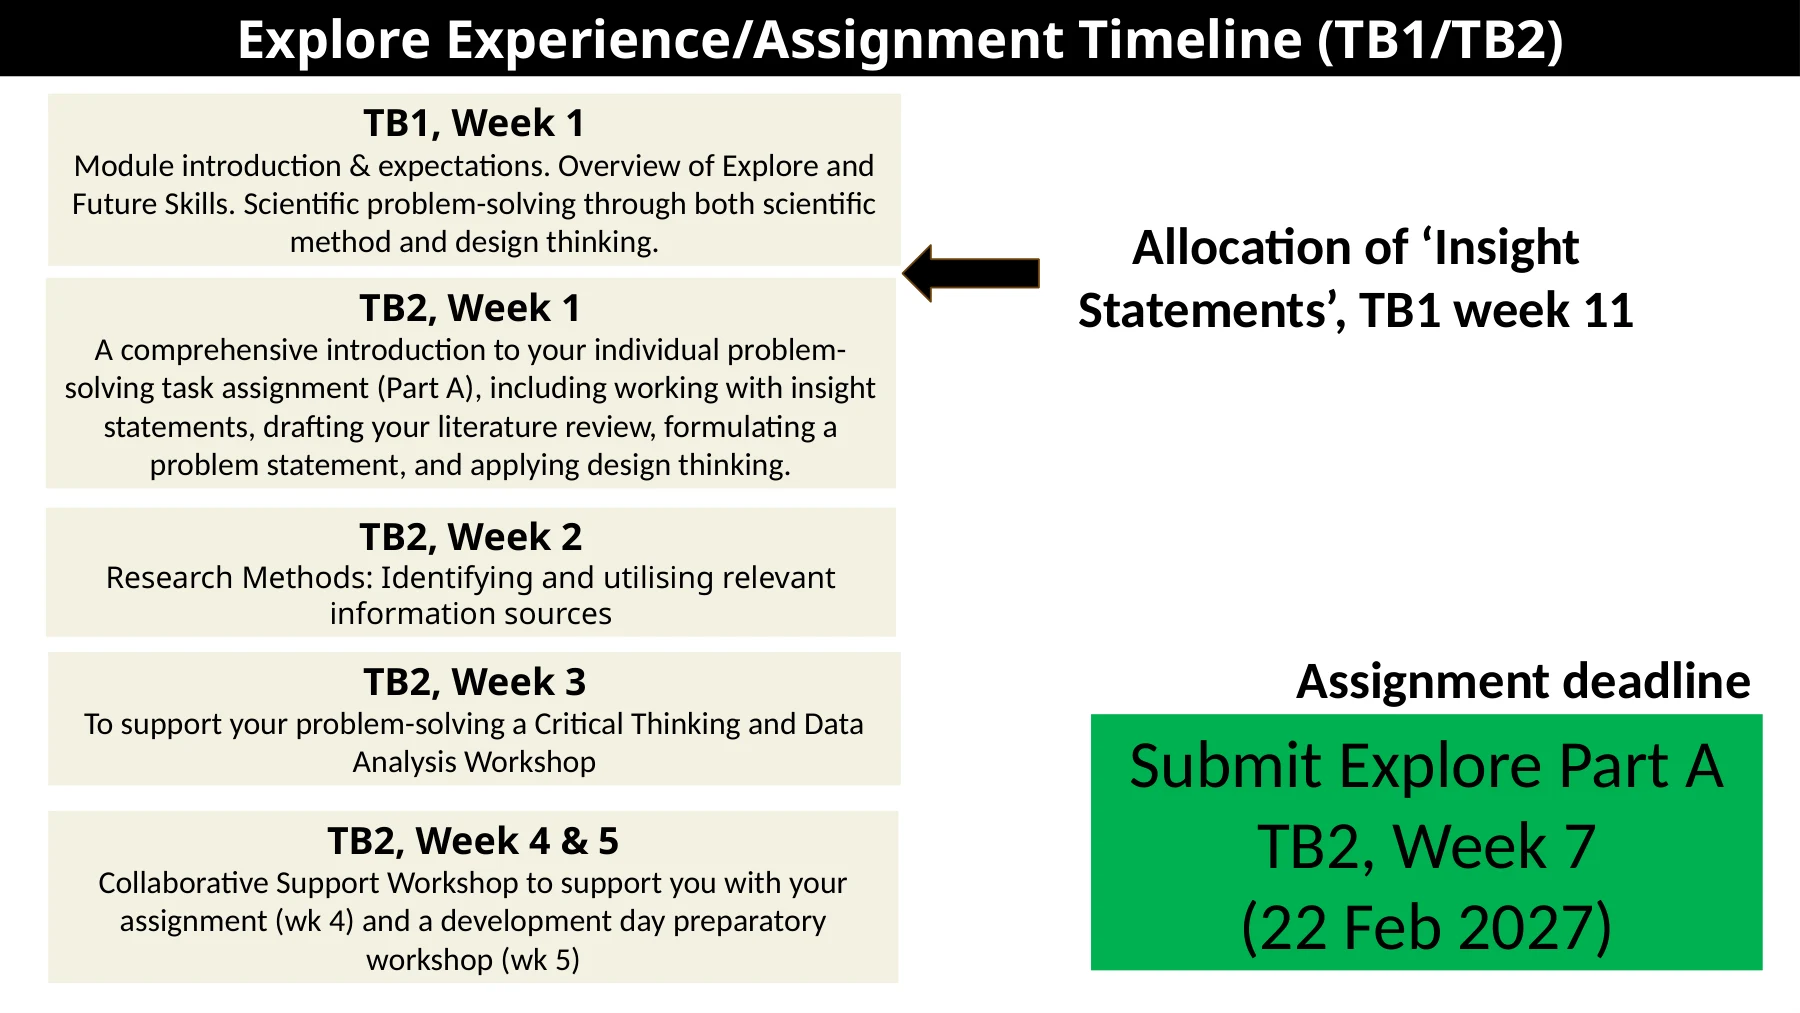 Explore Experience/Assignment Timeline (TB1/TB2)
TB1, Week 1
Module introduction & expectations. Overview of Explore and
Future Skills. Scientific problem-solving through both scientific
method and design thinking.
Allocation of ‘Insight
Statements’, TB1 week 11
TB2, Week 1
A comprehensive introduction to your individual problem-
solving task assignment (Part A), including working with insight
statements, drafting your literature review, formulating a
problem statement, and applying design thinking.
TB2, Week 2
Research Methods: Identifying and utilising relevant
information sources
TB2, Week 3
To support your problem-solving a Critical Thinking and Data
Analysis Workshop
TB2, Week 4 & 5
Collaborative Support Workshop to support you with your
assignment (wk 4) and a development day preparatory
workshop (wk 5)
Assignment deadline
Submit Explore Part A
TB2, Week 7
(22 Feb 2027)